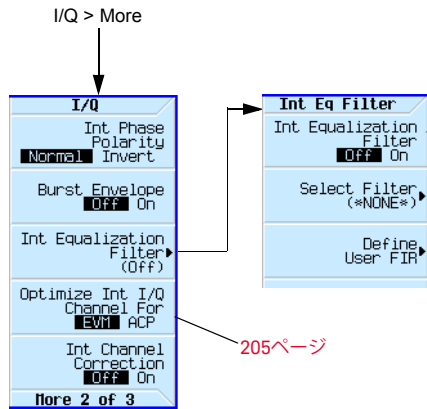 I/Q > More
I/Q
Int Phase
Polarity
Normal Invert
Burst Envelope
Off On
Int Equalization
Filter
(Off)
Optimize Int I/Q
Channel For
EVM ACP
Int Channel
Correction
Off On
More 2 of 3
Int Eq Filter
Int Equalization
Filter
Off On
Select Filter
(*NONE*)
Define
User FIR
205ページ